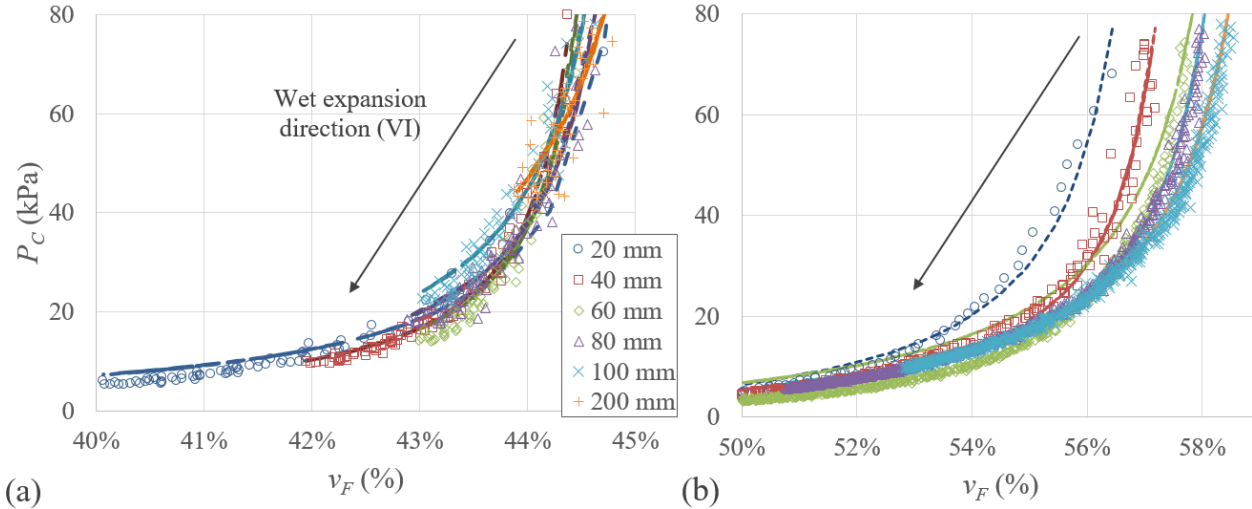 80
60
40
20
0
P_C (kPa)
Wet expansion
direction (VI)
20 mm
40 mm
60 mm
80 mm
100 mm
200 mm
40%
41%
42%
43%
44%
45%
(a)
v_F (%)
80
60
40
20
0
50%
52%
54%
56%
58%
(b)
v_F (%)